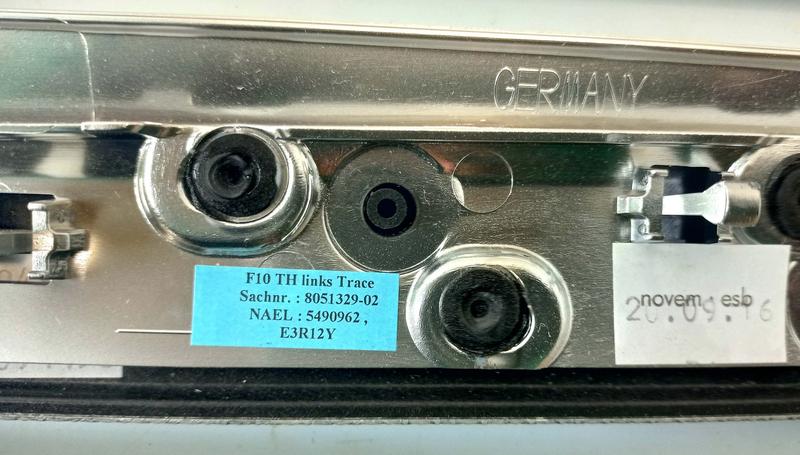 GERMANY
F10 TH links Trace
Sachnr. : 8051329-02
NAEL : 5490962 ,
E3R12Y
novem esb
20.09.16